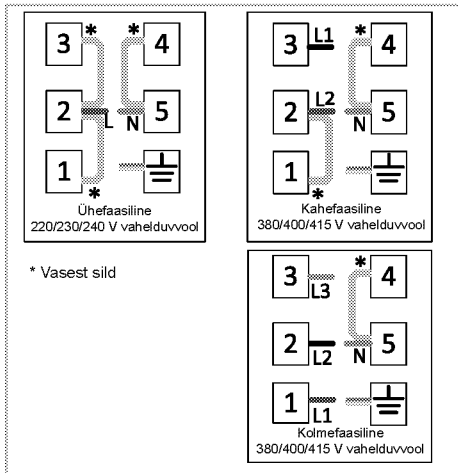 3 * * 4
2 L N 5
1 *
Ühefaasiline
220/230/240 V vahelduvvool
3 L1 * 4
2 L2 N 5
1 *
Kahefaasiline
380/400/415 V vahelduvvool
* Vasest sild
3 L3 * 4
2 L2 N 5
1 L1
Kolmefaasiline
380/400/415 V vahelduvvool